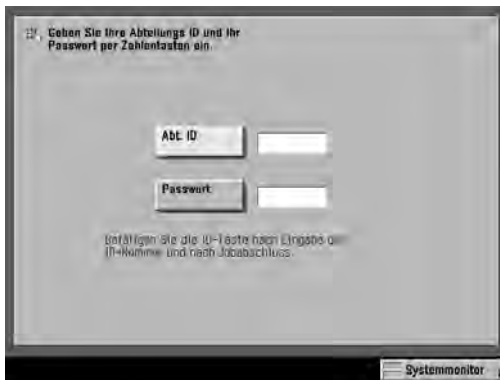 Geben Sie Ihre Abteilungs ID und Ihr
Passwort per Zahlentasten ein.
Abt. ID
Passwort
Betätigen Sie die ID-Taste nach Eingabe der
ID-Nummer und nach Jobabschluss.
Systemmonitor